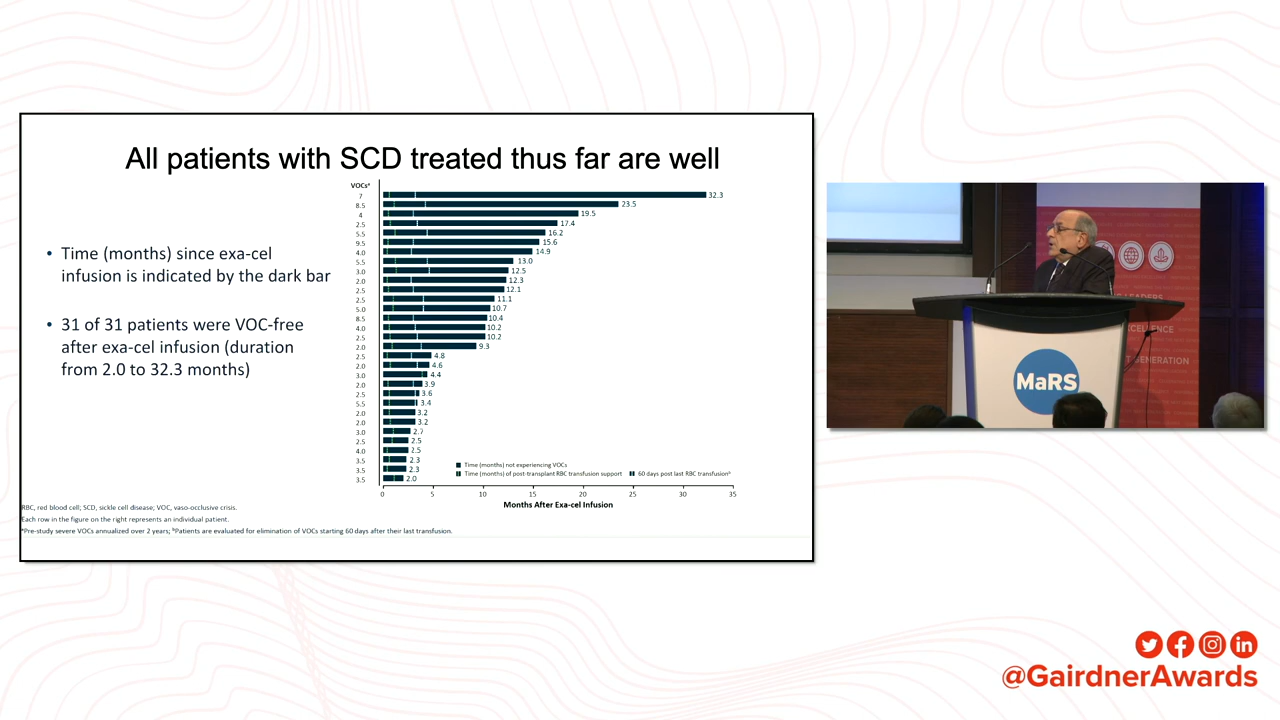 All patients with SCD treated thus far are well
• Time (months) since exa-cel
infusion is indicated by the dark bar
• 31 of 31 patients were VOC-free
after exa-cel infusion (duration
from 2.0 to 32.3 months)
VOCsᵃ
7 32.3
8.5 23.5
4 19.5
2.5 17.4
5.5 16.2
9.5 15.6
4.0 14.9
5.5 13.0
3.0 12.5
2.0 12.3
2.5 12.1
2.5 11.1
5.0 10.7
8.5 10.4
4.0 10.2
2.5 10.2
2.0 9.3
2.5 4.8
2.0 4.6
3.0 4.4
2.0 3.9
2.5 3.6
5.5 3.4
2.0 3.2
2.0 3.2
3.0 2.7
2.5 2.5
4.0 2.5
3.5 2.3
3.5 2.3
3.5 2.0
Time (months) not experiencing VOCs
Time (months) of post-transplant RBC transfusion support 60 days post last RBC transfusionᵇ
0 5 10 15 20 25 30 35
Months After Exa-cel Infusion
RBC, red blood cell; SCD, sickle cell disease; VOC, vaso-occlusive crisis.
Each row in the figure on the right represents an individual patient.
ᵃPre-study severe VOCs annualized over 2 years; ᵇPatients are evaluated for elimination of VOCs starting 60 days after their last transfusion.
MaRS
GENERATION
@GairdnerAwards